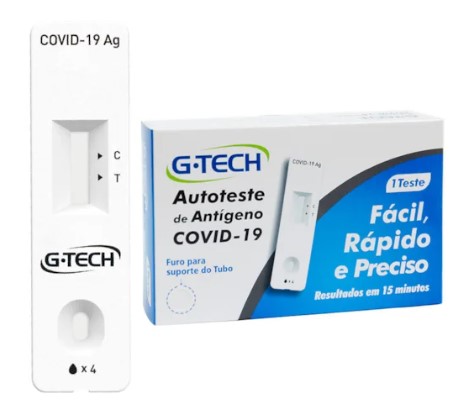 COVID-19 Ag
C
T
G-TECH
x 4
G-TECH
Autoteste
de Antígeno
COVID-19
Furo para
suporte do Tubo
COVID-19 Ag
1 Teste
Fácil,
Rápido
e Preciso
Resultados em 15 minutos